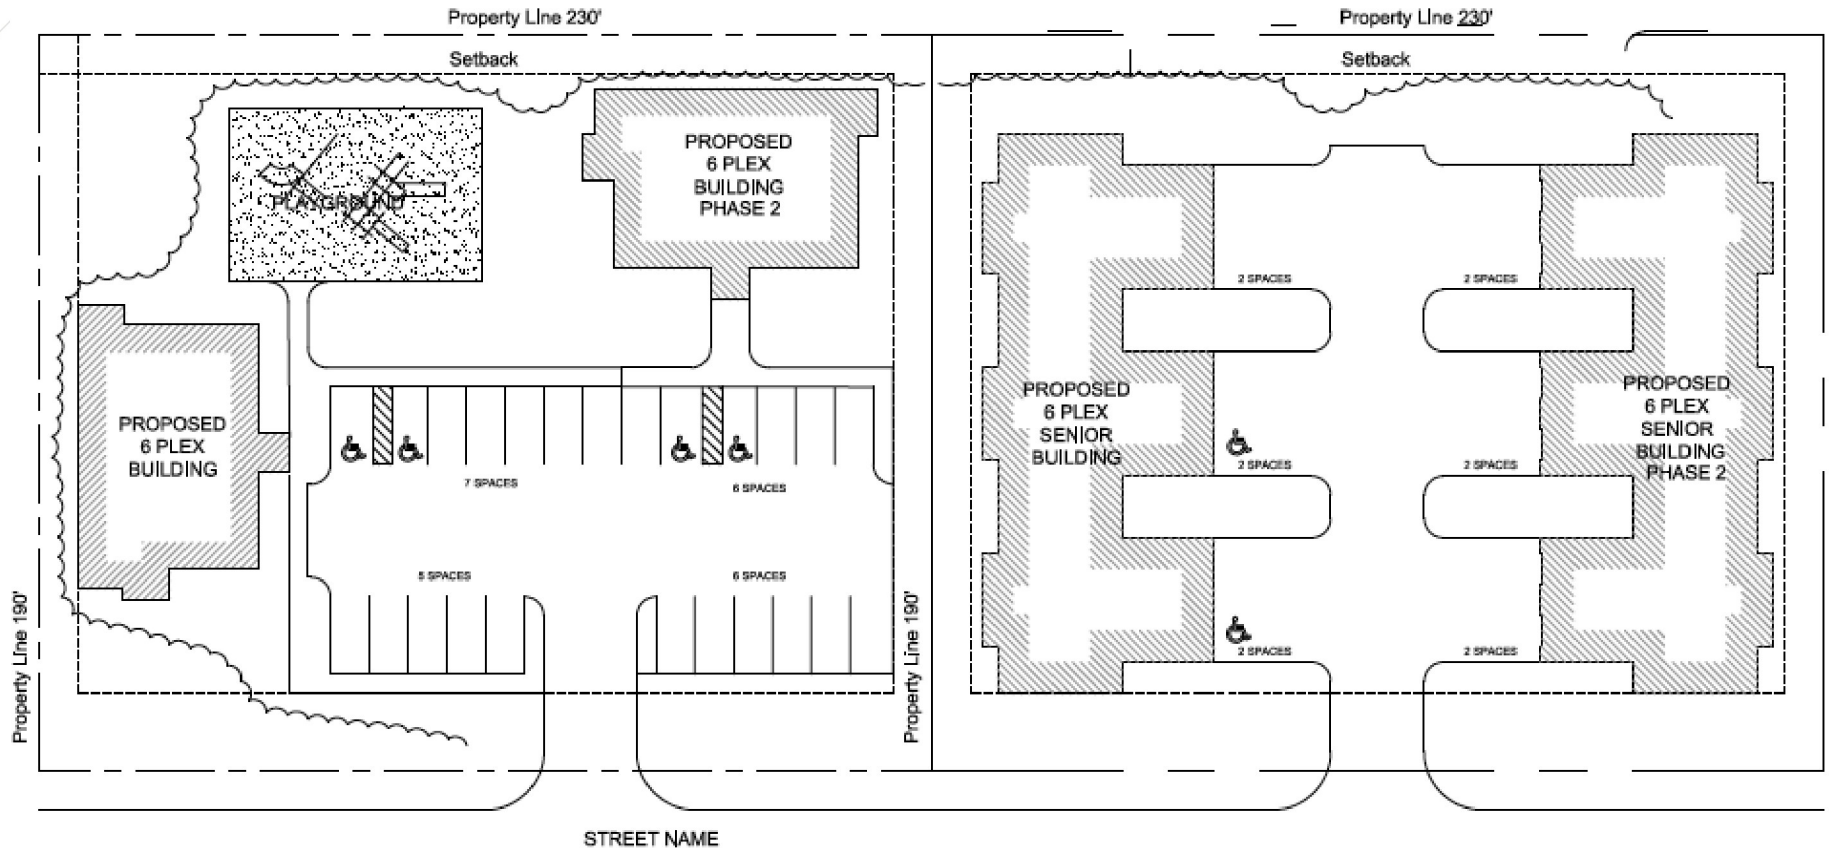 Property Line 230'
Property Line 230'
Setback
Setback
PLAYGROUND
PROPOSED
6 PLEX
BUILDING
PHASE 2
PROPOSED
6 PLEX
BUILDING
7 SPACES
6 SPACES
5 SPACES
6 SPACES
Property Line 190'
Property Line 190'
2 SPACES
2 SPACES
PROPOSED
6 PLEX
SENIOR
BUILDING
PROPOSED
6 PLEX
SENIOR
BUILDING
PHASE 2
2 SPACES
2 SPACES
2 SPACES
2 SPACES
STREET NAME